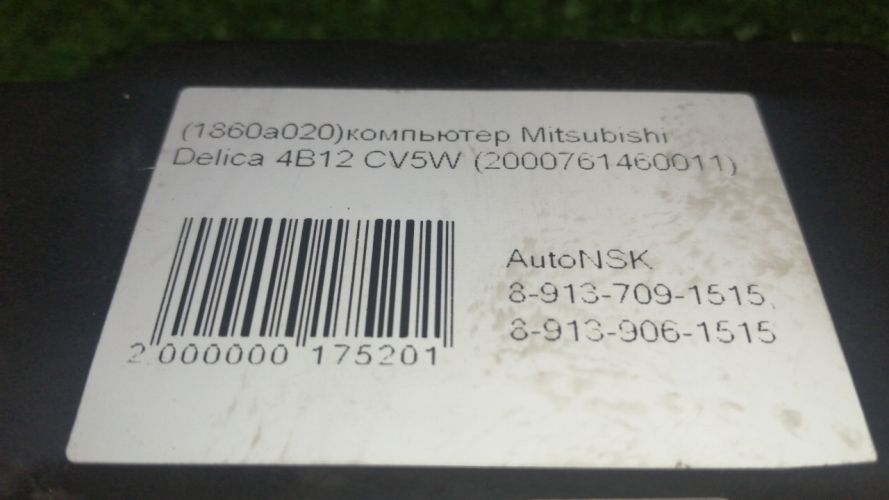 (1860a020)компьютер Mitsubishi
Delica 4B12 CV5W (2000761460011)
AutoNSK
8-913-709-1515,
8-913-906-1515
2 000000 175201